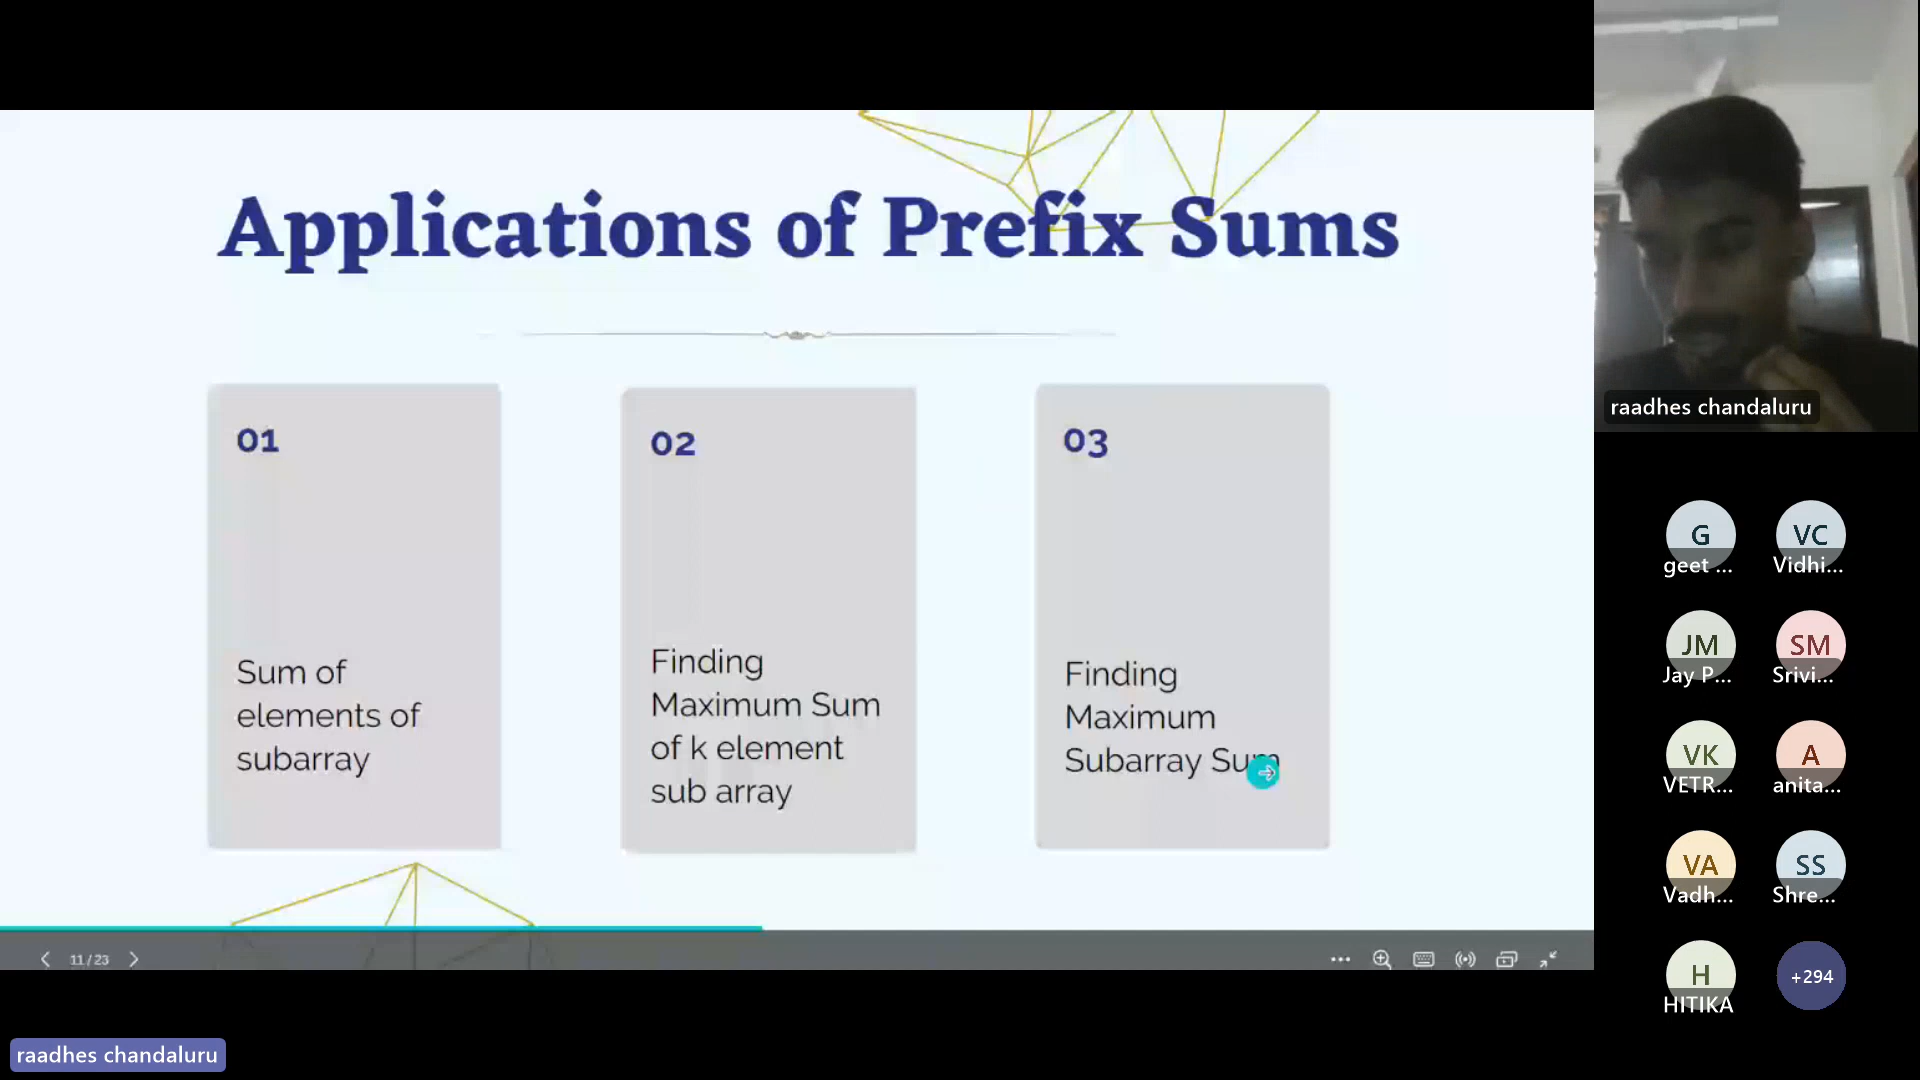 Applications of Prefix Sums
01
Sum of
elements of
subarray
02
Finding
Maximum Sum
of k element
sub array
03
Finding
Maximum
Subarray Sum
11/23
raadhes chandaluru
raadhes chandaluru
G
geet ...
VC
Vidhi...
JM
Jay P...
SM
Srivi...
VK
VETR...
A
anita...
VA
Vadh...
SS
Shre...
H
HITIKA
+294